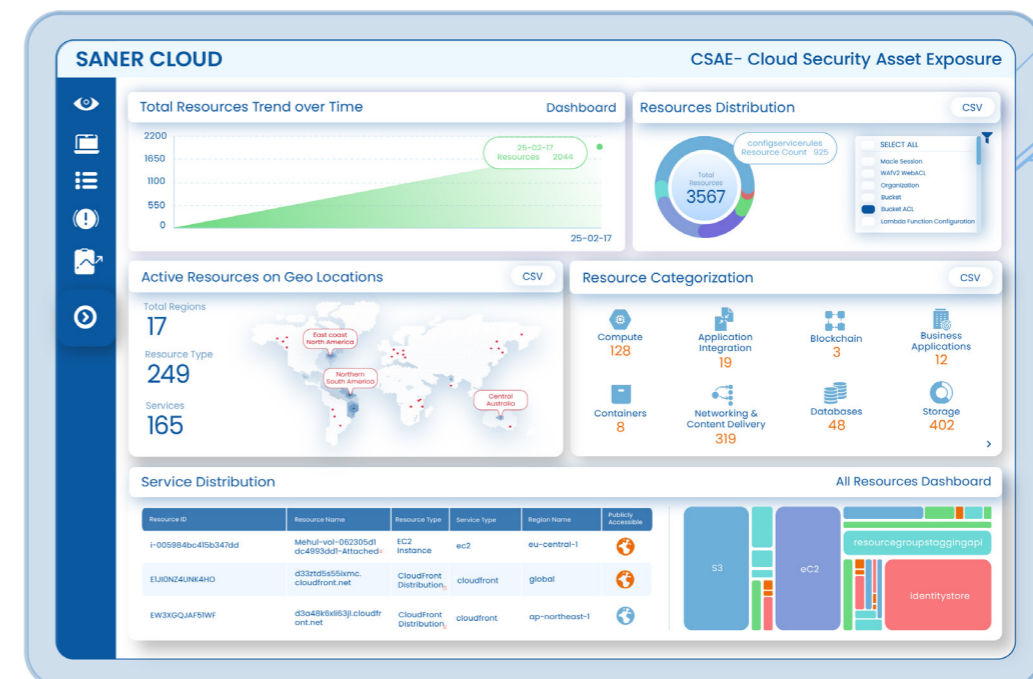 SANER CLOUD
CSAE- Cloud Security Asset Exposure
Total Resources Trend over Time
Dashboard
2200
1650
1100
550
0
25-02-17
Resources 2044
25-02-17
Resources Distribution
CSV
Total
Resources
3567
configservicerules
Resource Count 925
SELECT ALL
Macie Session
WAfV2 WebACL
Organization
Bucket
Bucket ACL
Lambda Function Configuration
Active Resources on Geo Locations
CSV
Total Regions
17
Resource Type
249
Services
165
East coast
North America
Northern
South America
Central
Australia
Resource Categorization
CSV
Compute
128
Application
Integration
19
Blockchain
3
Business
Applications
12
Containers
8
Networking &
Content Delivery
319
Databases
48
Storage
402
Service Distribution
All Resources Dashboard
Resource ID
Resource Name
Resource Type
Service Type
Region Name
Publicly
Accessible
i-005984bc415b347dd
Mehul-vol-062305d1
dc4993dd1-Attached
EC2
Instance
ec2
eu-central-1
E1JI0NZ4UNK4HO
d33ztd5s55ixmc.
cloudfront.net
CloudFront
Distribution
cloudfront
global
EW3XGQJAF51WF
d3a48k6xll63jl.cloudfr
ont.net
CloudFront
Distribution
cloudfront
ap-northeast-1
S3
eC2
resourcegroupstaggingapi
identitystore